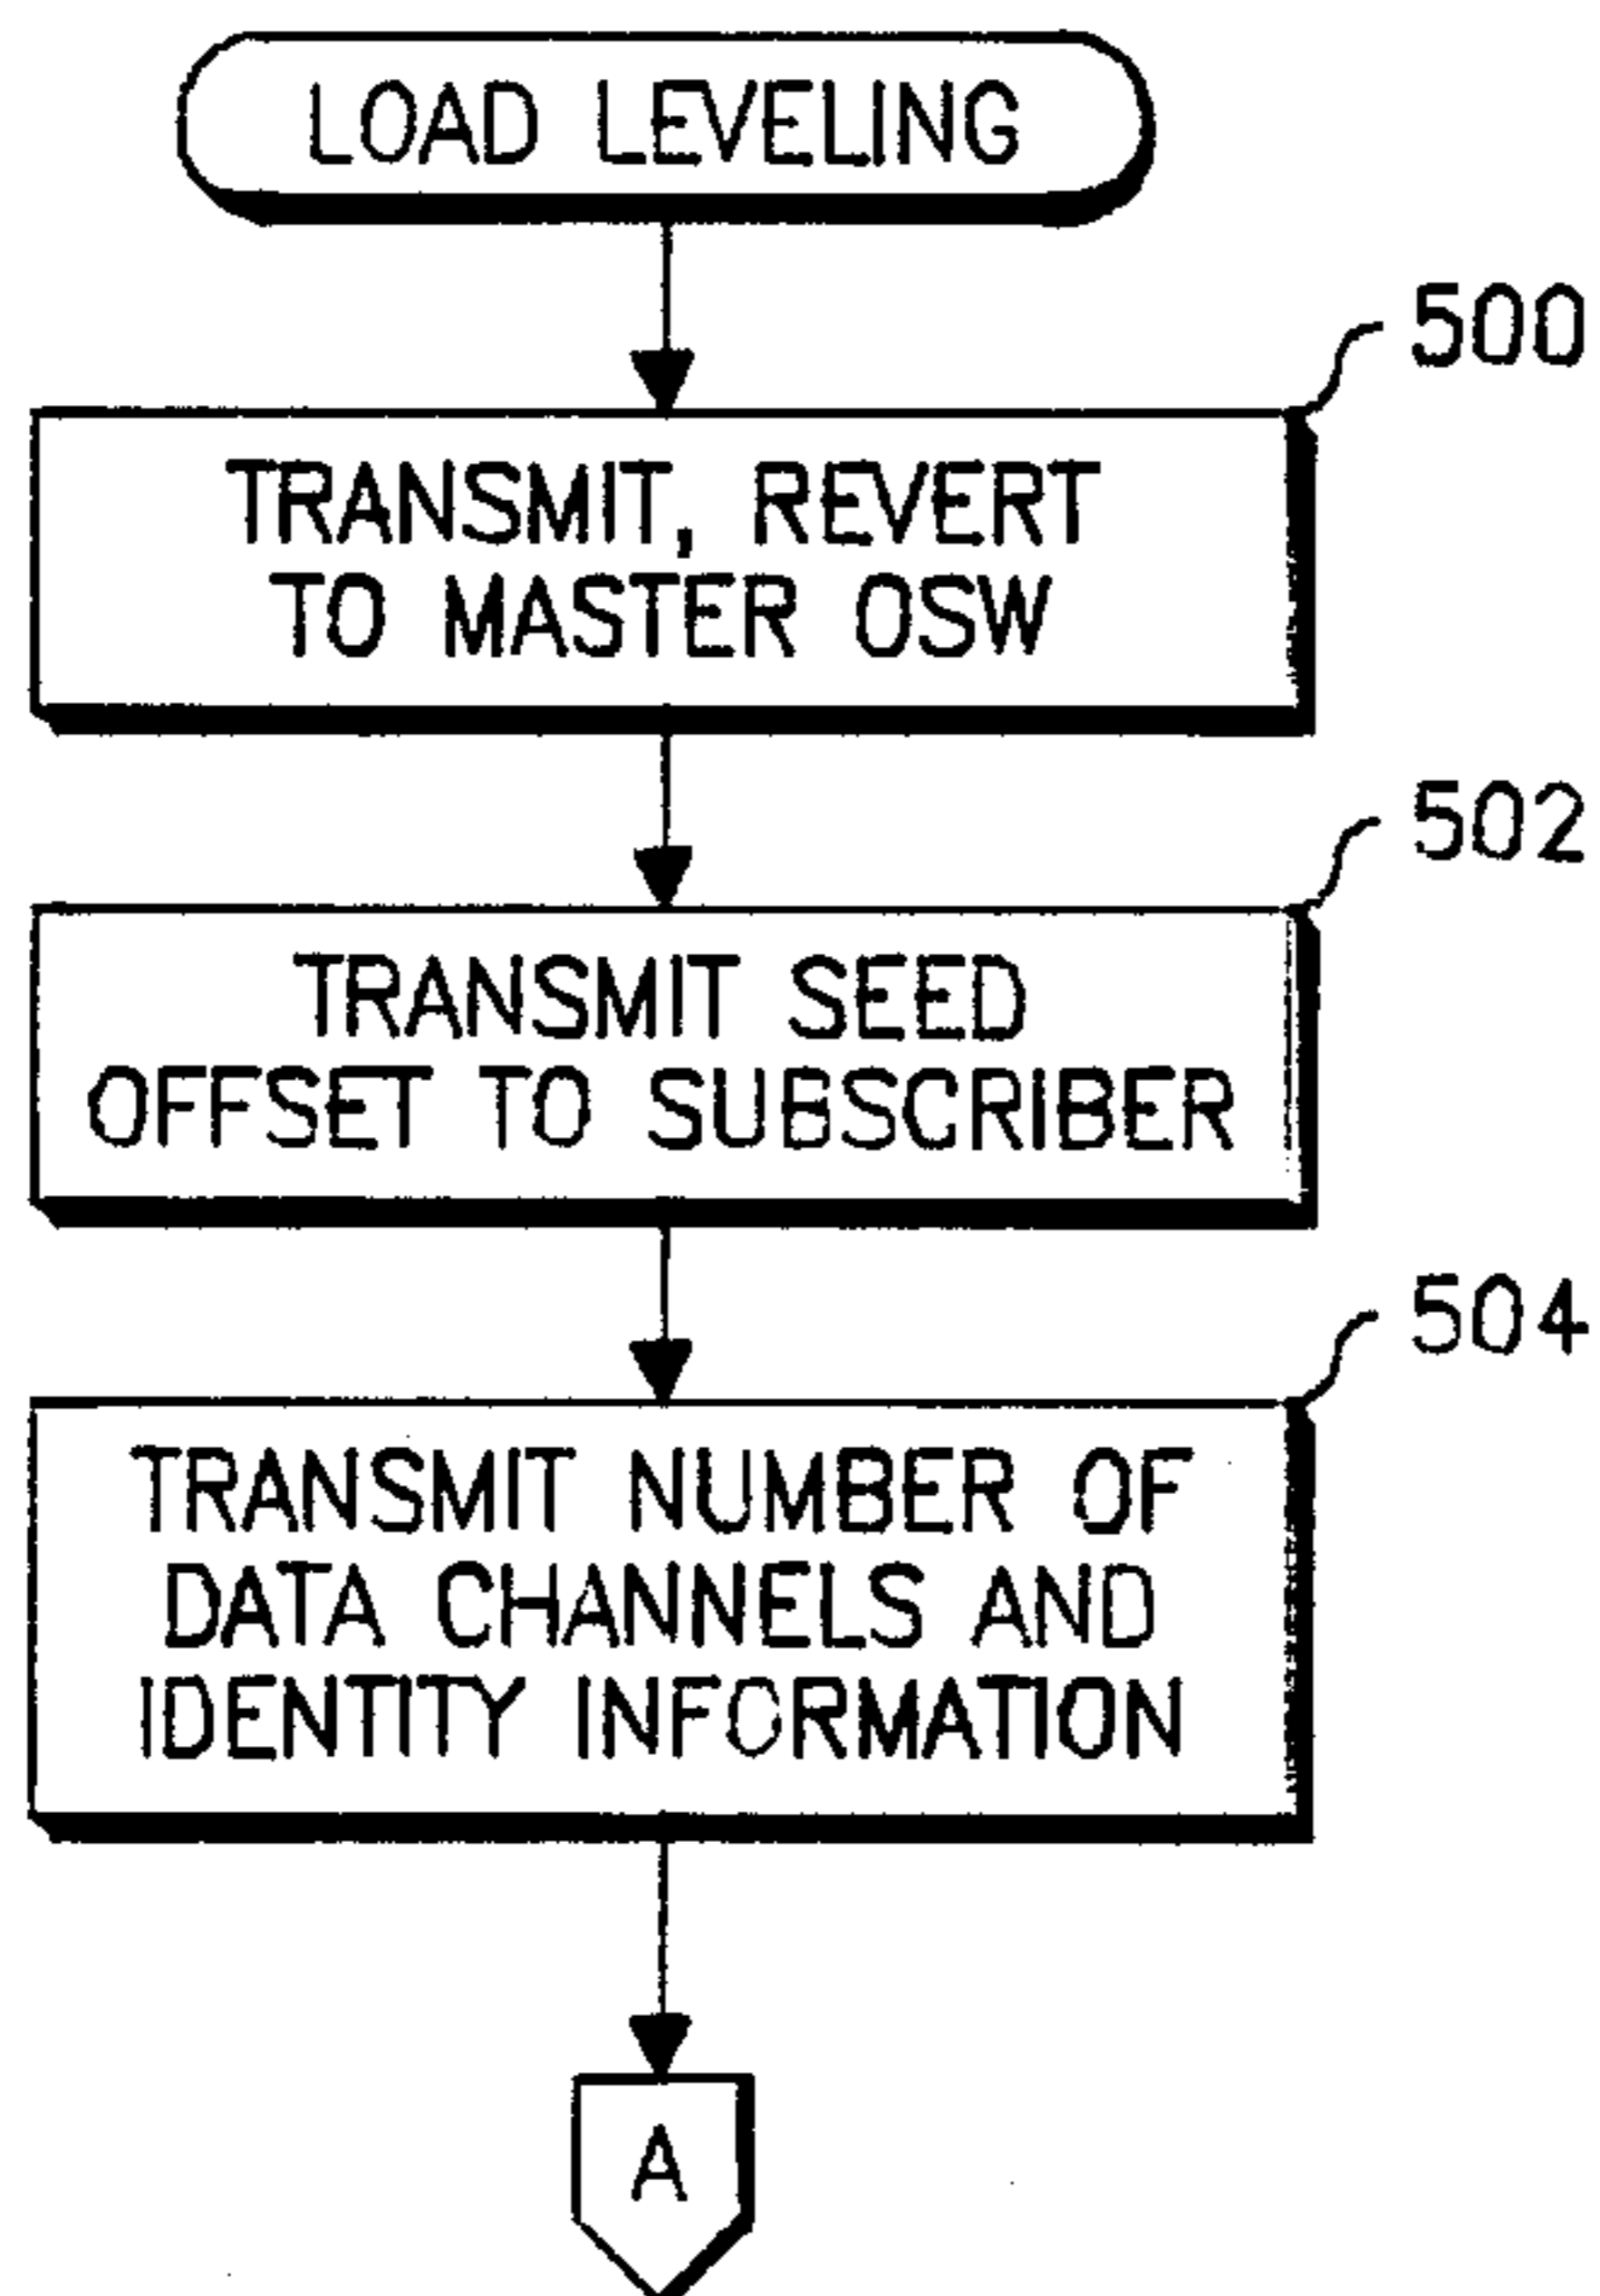 LOAD LEVELING
500
TRANSMIT, REVERT
TO MASTER OSW
502
TRANSMIT SEED
OFFSET TO SUBSCRIBER
504
TRANSMIT NUMBER OF
DATA CHANNELS AND
IDENTITY INFORMATION
A